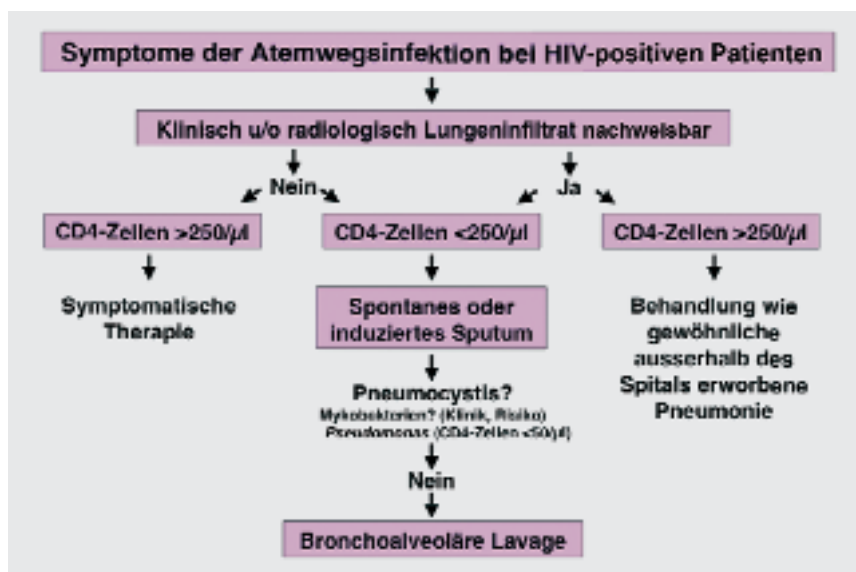 Symptome der Atemwegsinfektion bei HIV-positiven Patienten
Klinisch u/o radiologisch Lungeninfiltrat nachweisbar
Nein
Ja
CD4-Zellen >250/µl
CD4-Zellen <250/µl
CD4-Zellen >250/µl
Symptomatische
Therapie
Spontanes oder
induziertes Sputum
Behandlung wie
gewöhnliche
ausserhalb des
Spitals erworbene
Pneumonie
Pneumocystis?
Mykobakterien? (Klinik, Risiko)
Pseudomonas (CD4-Zellen <50/µl)
Nein
Bronchoalveoläre Lavage